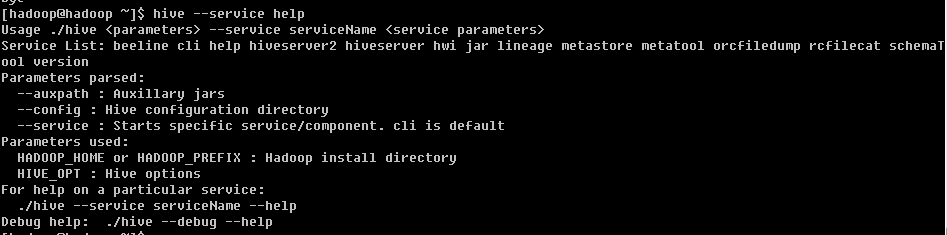 [hadoop@hadoop ~]$ hive --service help
Usage ./hive <parameters> --service serviceName <service parameters>
Service List: beeline cli help hiveserver2 hiveserver hwi jar lineage metastore metatool orcfiledump rcfilecat schemaT
ool version
Parameters parsed:
  --auxpath : Auxillary jars
  --config : Hive configuration directory
  --service : Starts specific service/component. cli is default
Parameters used:
  HADOOP_HOME or HADOOP_PREFIX : Hadoop install directory
  HIVE_OPT : Hive options
For help on a particular service:
  ./hive --service serviceName --help
Debug help:  ./hive --debug --help